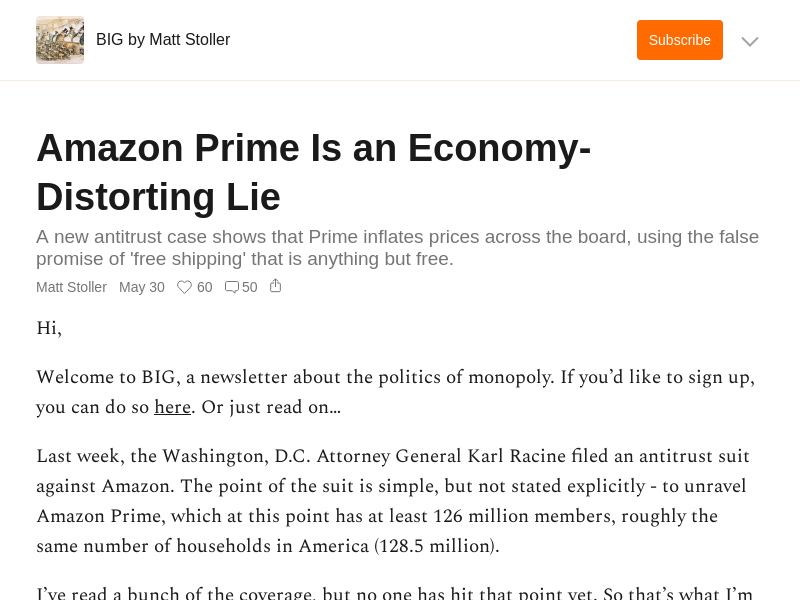 BIG by Matt Stoller
Subscribe
Amazon Prime Is an Economy-
Distorting Lie
A new antitrust case shows that Prime inflates prices across the board, using the false
promise of 'free shipping' that is anything but free.
Matt Stoller May 30 60 50
Hi,
Welcome to BIG, a newsletter about the politics of monopoly. If you’d like to sign up,
you can do so here. Or just read on…
Last week, the Washington, D.C. Attorney General Karl Racine filed an antitrust suit
against Amazon. The point of the suit is simple, but not stated explicitly - to unravel
Amazon Prime, which at this point has at least 126 million members, roughly the
same number of households in America (128.5 million).
I’ve read a bunch of the coverage, but no one has hit that point yet. So that’s what I’m